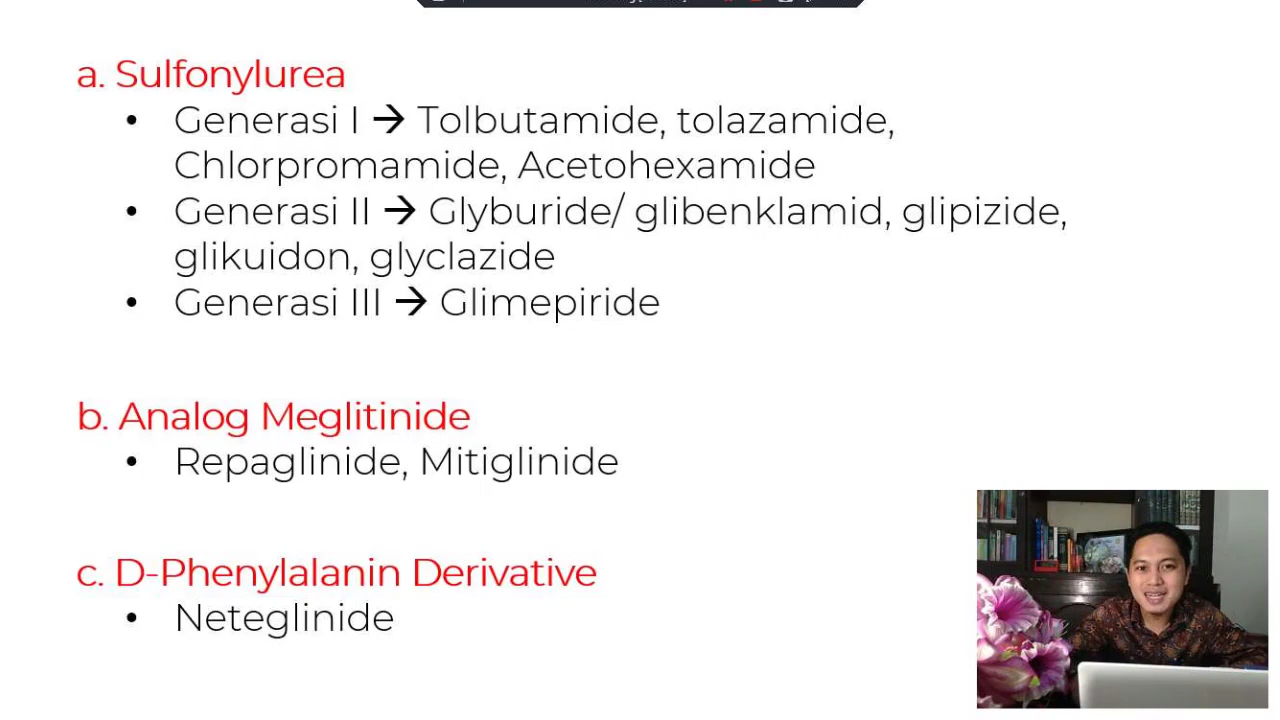 a. Sulfonylurea
• Generasi I → Tolbutamide, tolazamide,
Chlorpromamide, Acetohexamide
• Generasi II → Glyburide/ glibenklamid, glipizide,
glikuidon, glyclazide
• Generasi III → Glimepiride
b. Analog Meglitinide
• Repaglinide, Mitiglinide
c. D-Phenylalanin Derivative
• Neteglinide